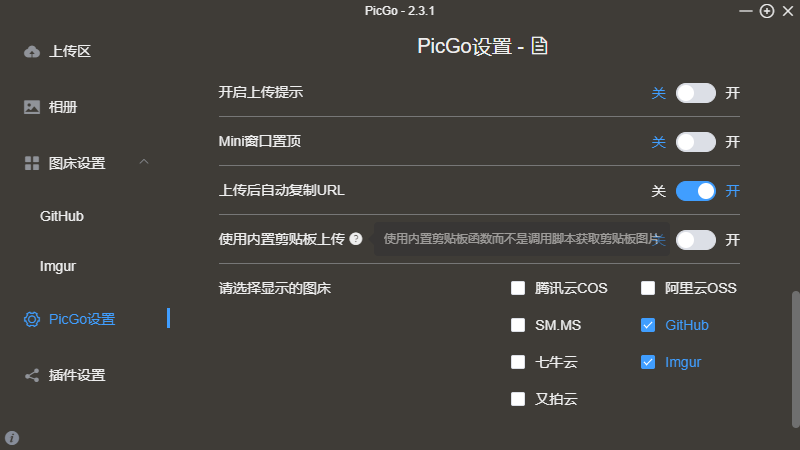 PicGo - 2.3.1
PicGo设置 -
上传区
相册
图床设置
GitHub
Imgur
PicGo设置
插件设置
开启上传提示 关 开
Mini窗口置顶 关 开
上传后自动复制URL 关 开
使用内置剪贴板上传 ? 使用内置剪贴板函数而不是调用脚本获取剪贴板图片 关 开
请选择显示的图床 腾讯云COS 阿里云OSS
SM.MS GitHub
七牛云 Imgur
又拍云